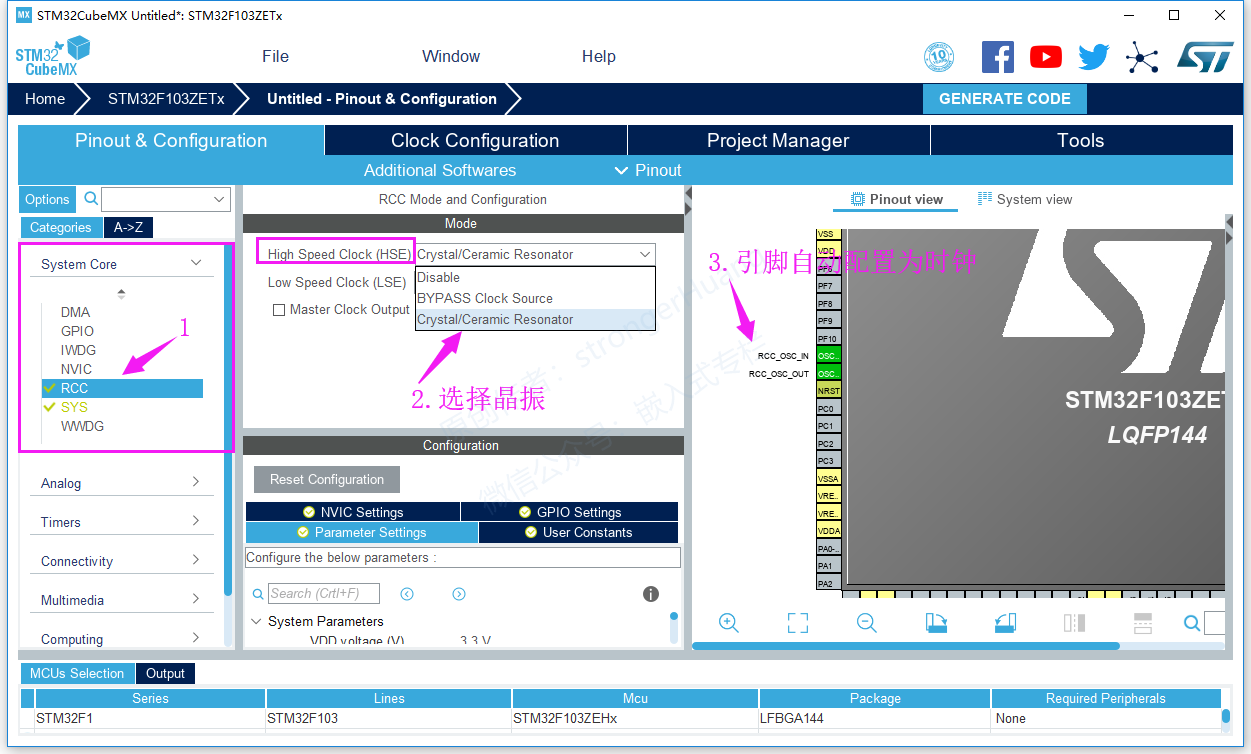 MX STM32CubeMX Untitled*: STM32F103ZETx
STM32
CubeMX
File Window Help
10
Home STM32F103ZETx Untitled - Pinout & Configuration GENERATE CODE
Pinout & Configuration Clock Configuration Project Manager Tools
Additional Softwares Pinout
Options
Categories A->Z
System Core
DMA
GPIO
IWDG
NVIC
RCC
SYS
WWDG
1
Analog
Timers
Connectivity
Multimedia
Computing
RCC Mode and Configuration
Mode
High Speed Clock (HSE) Crystal/Ceramic Resonator
Disable
Low Speed Clock (LSE)
BYPASS Clock Source
Master Clock Output
Crystal/Ceramic Resonator
2.选择晶振
Configuration
Reset Configuration
NVIC Settings GPIO Settings
Parameter Settings User Constants
Configure the below parameters :
Search (CrtI+F)
System Parameters
VDD voltage (V) 3.3 V
Pinout view System view
3.引脚自动配置为时钟
VSS
VDD
PF6
PF7
PF8
PF9
PF10
RCC_OSC_IN OSC..
RCC_OSC_OUT OSC..
NRST
PC0
PC1
PC2
PC3
VSSA
VRE..
VRE..
VDDA
PA0-..
PA1
PA2
STM32F103ZET
LQFP144
微信公众号：嵌入式专栏
MCUs Selection Output
Series Lines Mcu Package Required Peripherals
STM32F1 STM32F103 STM32F103ZEHx LFBGA144 None